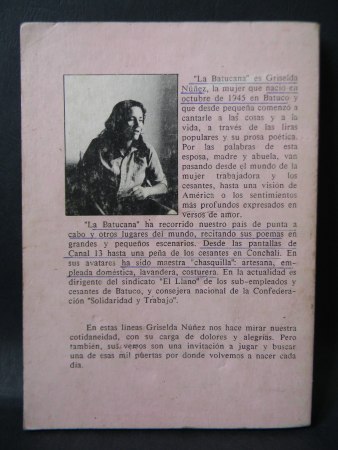 "La Batucana" es Griselda
Núñez, la mujer que nació en
octubre de 1945 en Batuco y
que desde pequeña comenzó a
cantarle a las cosas y a la
vida, a través de las liras
populares y su prosa poética.
Por las palabras de esta
esposa, madre y abuela, van
pasando desde el mundo de la
mujer trabajadora y los
cesantes, hasta una visión de
América o los sentimientos
más profundos expresados en
versos de amor.
"La Batucana" ha recorrido nuestro país de punta a
cabo y otros lugares del mundo, recitando sus poemas en
grandes y pequeños escenarios. Desde las pantallas de
Canal 13 hasta una peña de los cesantes en Conchalí. En
sus avatares ha sido maestra "chasquilla": artesana, em-
pleada doméstica, lavandera, costurera. En la actualidad es
dirigente del sindicato "El Llano" de los sub-empleados y
cesantes de Batuco, y consejera nacional de la Confedera-
ción "Solidaridad y Trabajo".
En estas líneas Griselda Núñez nos hace mirar nuestra
cotidaneidad, con su carga de dolores y alegrías. Pero
también, sus versos son una invitación a jugar y buscar
una de esas mil puertas por donde volvemos a nacer cada
día.